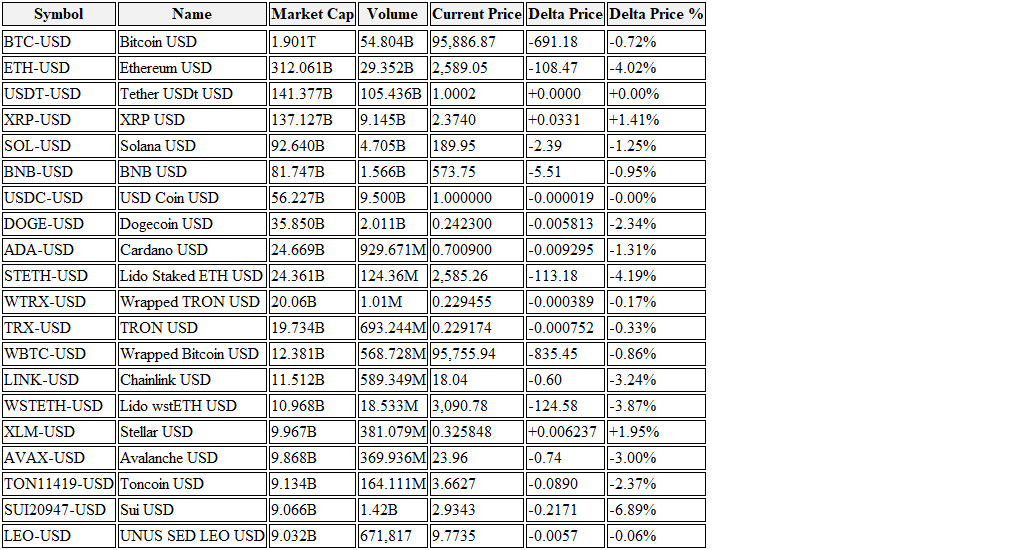 Symbol Name Market Cap Volume Current Price Delta Price Delta Price %
BTC-USD Bitcoin USD 1.901T 54.804B 95,886.87 -691.18 -0.72%
ETH-USD Ethereum USD 312.061B 29.352B 2,589.05 -108.47 -4.02%
USDT-USD Tether USDt USD 141.377B 105.436B 1.0002 +0.0000 +0.00%
XRP-USD XRP USD 137.127B 9.145B 2.3740 +0.0331 +1.41%
SOL-USD Solana USD 92.640B 4.705B 189.95 -2.39 -1.25%
BNB-USD BNB USD 81.747B 1.566B 573.75 -5.51 -0.95%
USDC-USD USD Coin USD 56.227B 9.500B 1.000000 -0.000019 -0.00%
DOGE-USD Dogecoin USD 35.850B 2.011B 0.242300 -0.005813 -2.34%
ADA-USD Cardano USD 24.669B 929.671M 0.700900 -0.009295 -1.31%
STETH-USD Lido Staked ETH USD 24.361B 124.36M 2,585.26 -113.18 -4.19%
WTRX-USD Wrapped TRON USD 20.06B 1.01M 0.229455 -0.000389 -0.17%
TRX-USD TRON USD 19.734B 693.244M 0.229174 -0.000752 -0.33%
WBTC-USD Wrapped Bitcoin USD 12.381B 568.728M 95,755.94 -835.45 -0.86%
LINK-USD Chainlink USD 11.512B 589.349M 18.04 -0.60 -3.24%
WSTETH-USD Lido wstETH USD 10.968B 18.533M 3,090.78 -124.58 -3.87%
XLM-USD Stellar USD 9.967B 381.079M 0.325848 +0.006237 +1.95%
AVAX-USD Avalanche USD 9.868B 369.936M 23.96 -0.74 -3.00%
TON11419-USD Toncoin USD 9.134B 164.111M 3.6627 -0.0890 -2.37%
SUI20947-USD Sui USD 9.066B 1.42B 2.9343 -0.2171 -6.89%
LEO-USD UNUS SED LEO USD 9.032B 671,817 9.7735 -0.0057 -0.06%